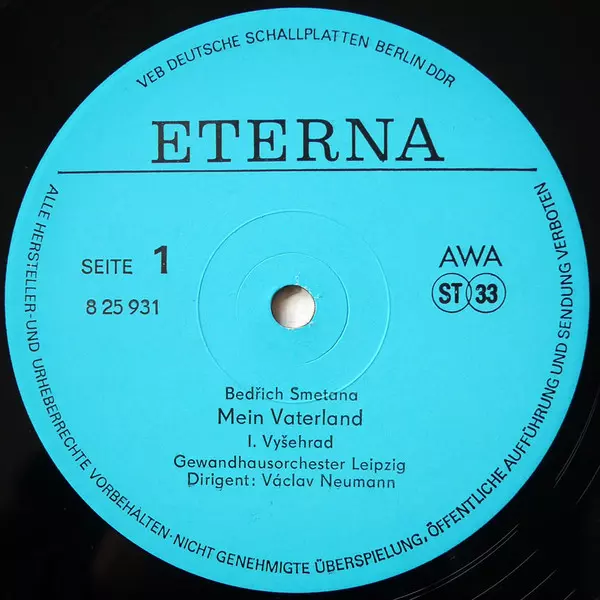 VEB DEUTSCHE SCHALLPLATTEN BERLIN DDR
ETERNA
SEITE 1
8 25 931
AWA
ST 33
Bedřich Smetana
Mein Vaterland
I. Vyšehrad
Gewandhausorchester Leipzig
Dirigent: Václav Neumann
ALLE HERSTELLER-UND URHEBERRECHTE VORBEHALTEN·NICHT GENEHMIGTE ÜBERSPIELUNG, ÖFFENTLICHE AUFFÜHRUNG UND SENDUNG VERBOTEN